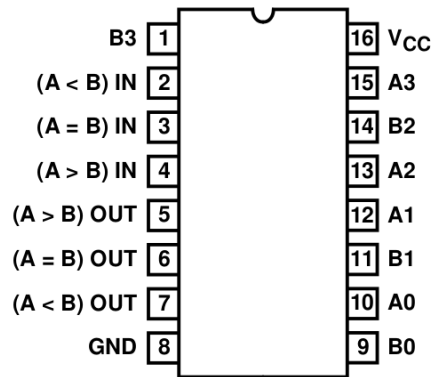 B3 1 16 V_CC
(A < B) IN 2 15 A3
(A = B) IN 3 14 B2
(A > B) IN 4 13 A2
(A > B) OUT 5 12 A1
(A = B) OUT 6 11 B1
(A < B) OUT 7 10 A0
GND 8 9 B0